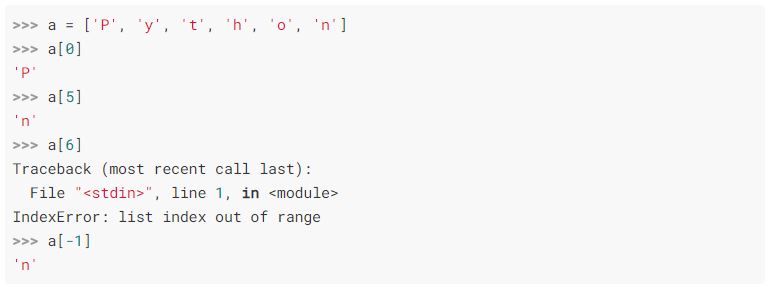 >>> a = ['P', 'y', 't', 'h', 'o', 'n']
>>> a[0]
'P'
>>> a[5]
'n'
>>> a[6]
Traceback (most recent call last):
  File "<stdin>", line 1, in <module>
IndexError: list index out of range
>>> a[-1]
'n'